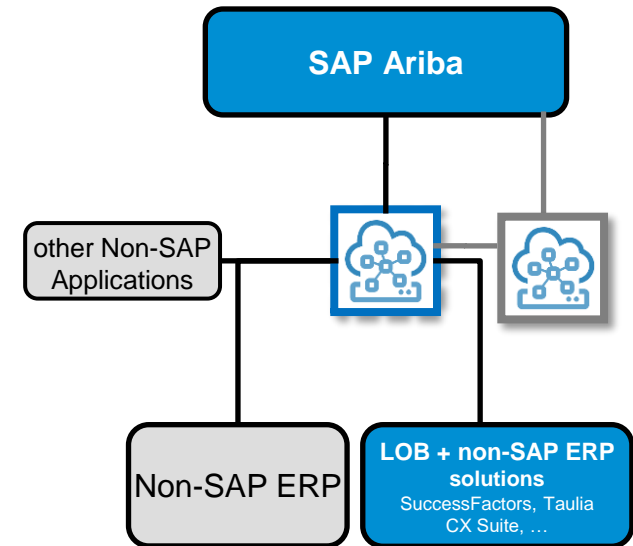 SAP Ariba
other Non-SAP
Applications
Non-SAP ERP
LOB + non-SAP ERP
solutions
SuccessFactors, Taulia
CX Suite, ...